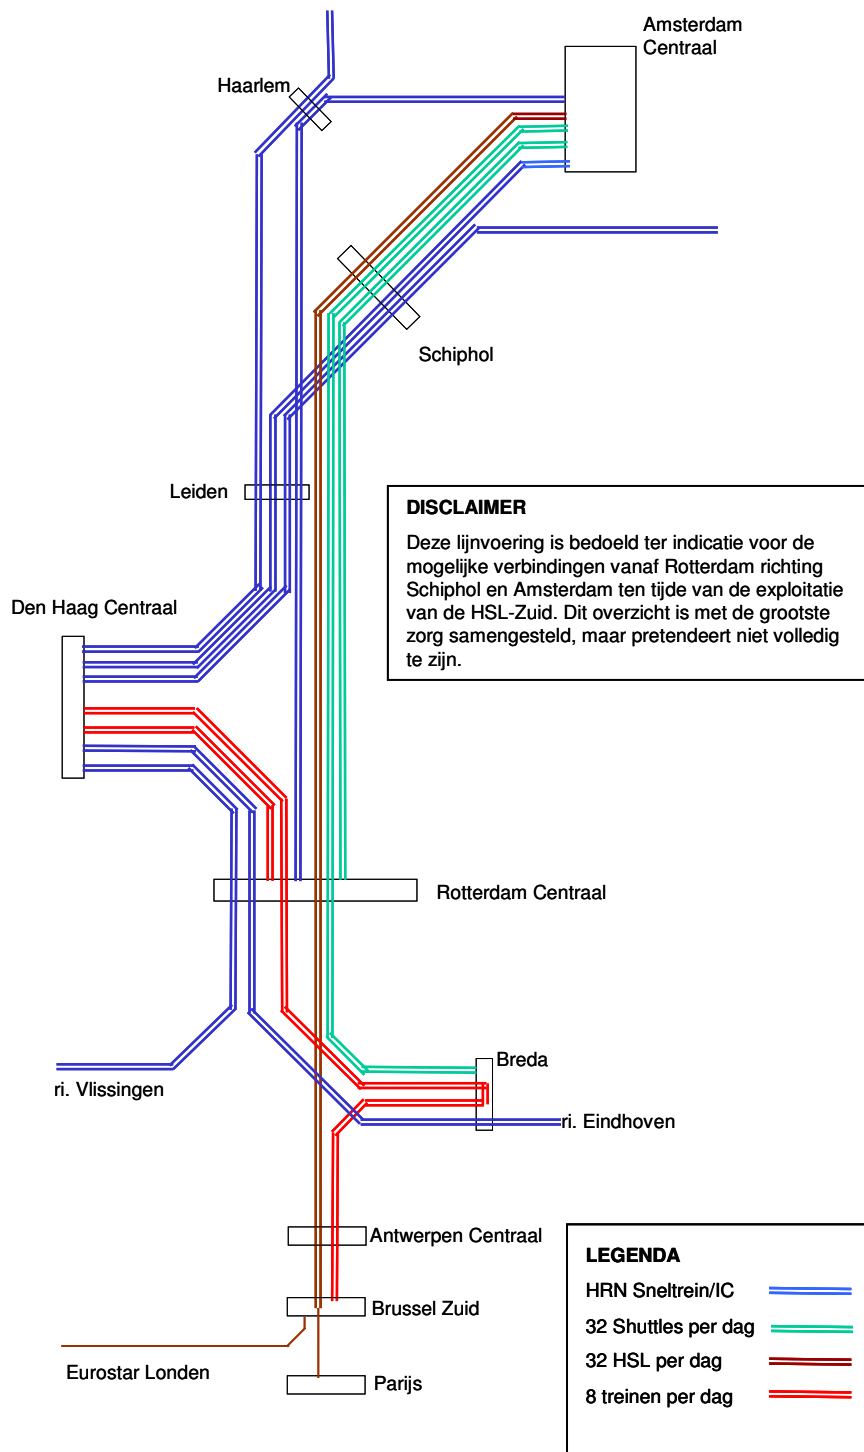 Amsterdam
Centraal
Haarlem
Schiphol
Leiden
DISCLAIMER
Deze lijnvoering is bedoeld ter indicatie voor de
mogelijke verbindingen vanaf Rotterdam richting
Schiphol en Amsterdam ten tijde van de exploitatie
van de HSL-Zuid. Dit overzicht is met de grootste
zorg samengesteld, maar pretendeert niet volledig
te zijn.
Den Haag Centraal
Rotterdam Centraal
Breda
ri. Vlissingen
ri. Eindhoven
Antwerpen Centraal
Brussel Zuid
Eurostar Londen
Parijs
LEGENDA
HRN Sneltrein/IC
32 Shuttles per dag
32 HSL per dag
8 treinen per dag